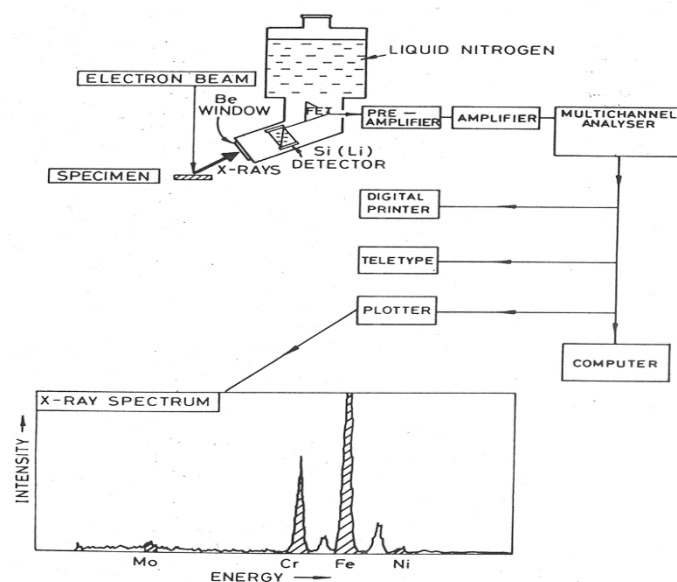 LIQUID NITROGEN
ELECTRON BEAM
Be
WINDOW
FET
PRE-
AMPLIFIER
AMPLIFIER
MULTICHANNEL
ANALYSER
Si (Li)
DETECTOR
X-RAYS
SPECIMEN
DIGITAL
PRINTER
TELETYPE
PLOTTER
COMPUTER
X-RAY SPECTRUM
INTENSITY
Mo
Cr
Fe
Ni
ENERGY